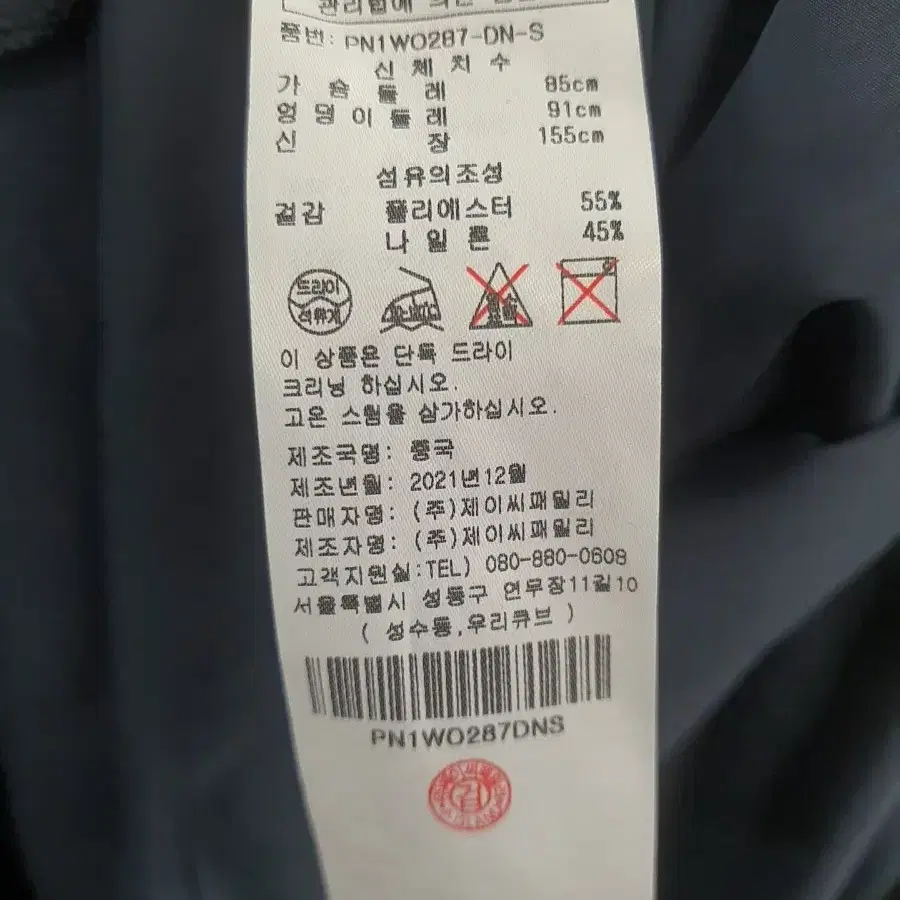 관리법에 의한
품번: PN1WO287-DN-S
신 체 치 수
가 슴 둘 레 85cm
엉 덩 이 둘 레 91cm
신 장 155cm
섬유의조성
겉감 폴리에스터 55%
나 일 론 45%
드라이
석유계
이 상품은 단독 드라이
크리닝 하십시오.
고온 스팀을 삼가하십시오.
제조국명: 중국
제조년월: 2021년12월
판매자명: (주)제이씨패밀리
제조자명: (주)제이씨패밀리
고객지원실:TEL) 080-880-0608
서울특별시 성동구 연무장11길10
( 성수동,우리큐브 )
PN1WO287DNS
검